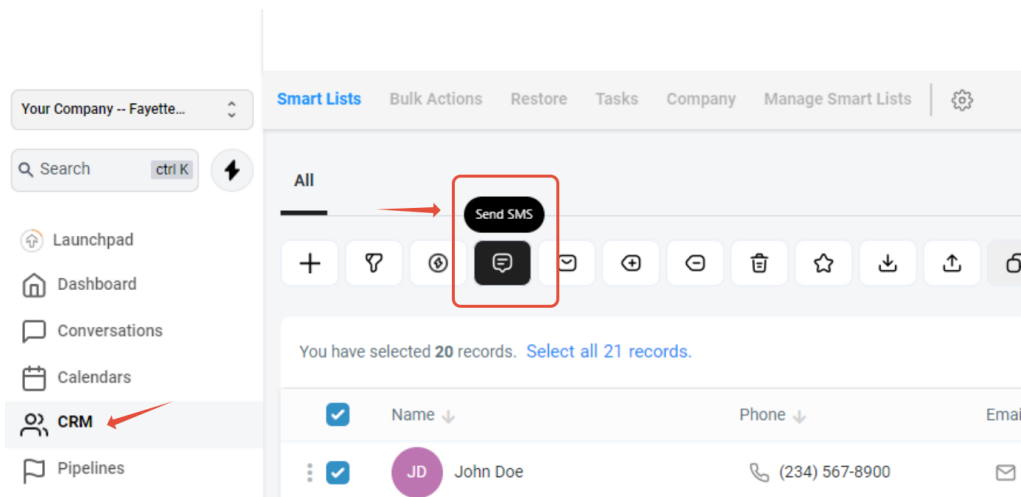 Your Company -- Fayette...
Search ctrl K
Launchpad
Dashboard
Conversations
Calendars
CRM
Pipelines
Smart Lists Bulk Actions Restore Tasks Company Manage Smart Lists
All
Send SMS
You have selected 20 records. Select all 21 records.
Name Phone Emai
JD John Doe (234) 567-8900